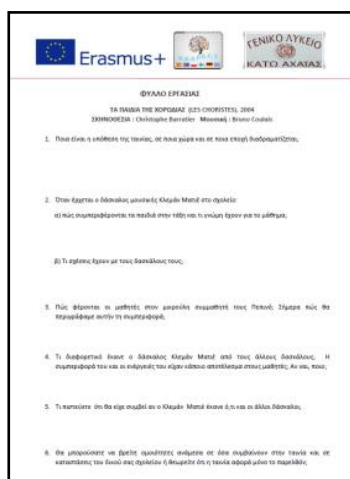 Erasmus+
ΓΕΝΙΚΟ ΛΥΚΕΙΟ
ΚΑΤΩ ΑΧΑΪΑΣ
ΦΥΛΛΟ ΕΡΓΑΣΙΑΣ
ΤΑ ΠΑΙΔΙΑ ΤΗΣ ΧΟΡΩΔΙΑΣ (LES CHORISTES), 2004
ΣΚΗΝΟΘΕΣΙΑ : Christophe Barratier Μουσική : Bruno Coulais
1. Ποια είναι η υπόθεση της ταινίας, σε ποια χώρα και σε ποια εποχή διαδραματίζεται;
2. Όταν έρχεται ο δάσκαλος μουσικής Κλεμάν Ματιέ στο σχολείο
α) πώς συμπεριφέρονται τα παιδιά στην τάξη και τι γνώμη έχουν για το μάθημα;
β) Τι σχέσεις έχουν με τους δασκάλους τους;
3. Πώς φέρονται οι μαθητές στον μικρούλη συμμαθητή τους Πεπινό; Σήμερα πώς θα
περιγράφαμε αυτήν τη συμπεριφορά;
4. Τι διαφορετικό έκανε ο δάσκαλος Κλεμάν Ματιέ από τους άλλους δασκάλους; Η
συμπεριφορά του και οι ενέργειές του είχαν κάποιο αποτέλεσμα στους μαθητές; Αν ναι, ποιο;
5. Τι πιστεύετε ότι θα είχε συμβεί αν ο Κλεμάν Ματιέ έκανε ό,τι και οι άλλοι δάσκαλοι;
6. Θα μπορούσατε να βρείτε ομοιότητες ανάμεσα σε όσα συμβαίνουν στην ταινία και σε
καταστάσεις του δικού σας σχολείου ή θεωρείτε ότι η ταινία αφορά μόνο το παρελθόν;